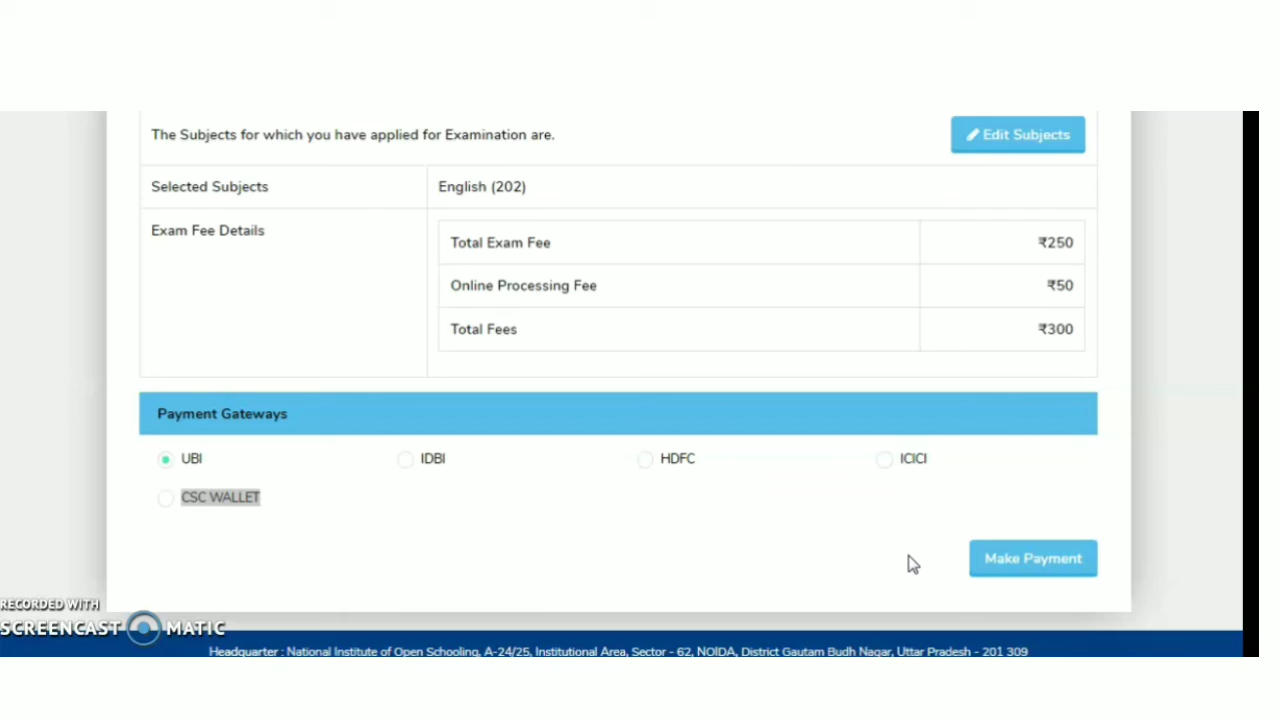 The Subjects for which you have applied for Examination are.
Edit Subjects
Selected Subjects
English (202)
Exam Fee Details
Total Exam Fee
₹250
Online Processing Fee
₹50
Total Fees
₹300
Payment Gateways
UBI
IDBI
HDFC
ICICI
CSC WALLET
Make Payment
RECORDED WITH
SCREENCAST MATIC
Headquarter : National Institute of Open Schooling, A-24/25, Institutional Area, Sector - 62, NOIDA, District Gautam Budh Nagar, Uttar Pradesh - 201 309